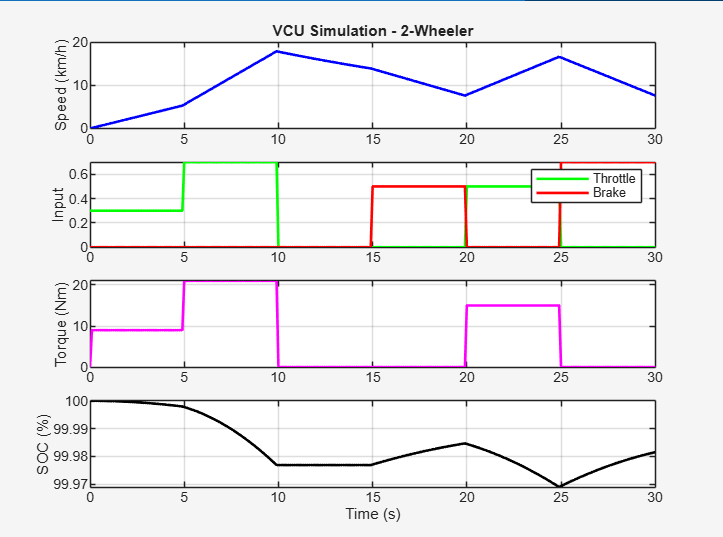 VCU Simulation - 2-Wheeler
Speed (km/h)
20
10
0
0 5 10 15 20 25 30
Input
0.6
0.4
0.2
0
Throttle
Brake
0 5 10 15 20 25 30
Torque (Nm)
20
10
0
0 5 10 15 20 25 30
SOC (%)
100
99.99
99.98
99.97
0 5 10 15 20 25 30
Time (s)